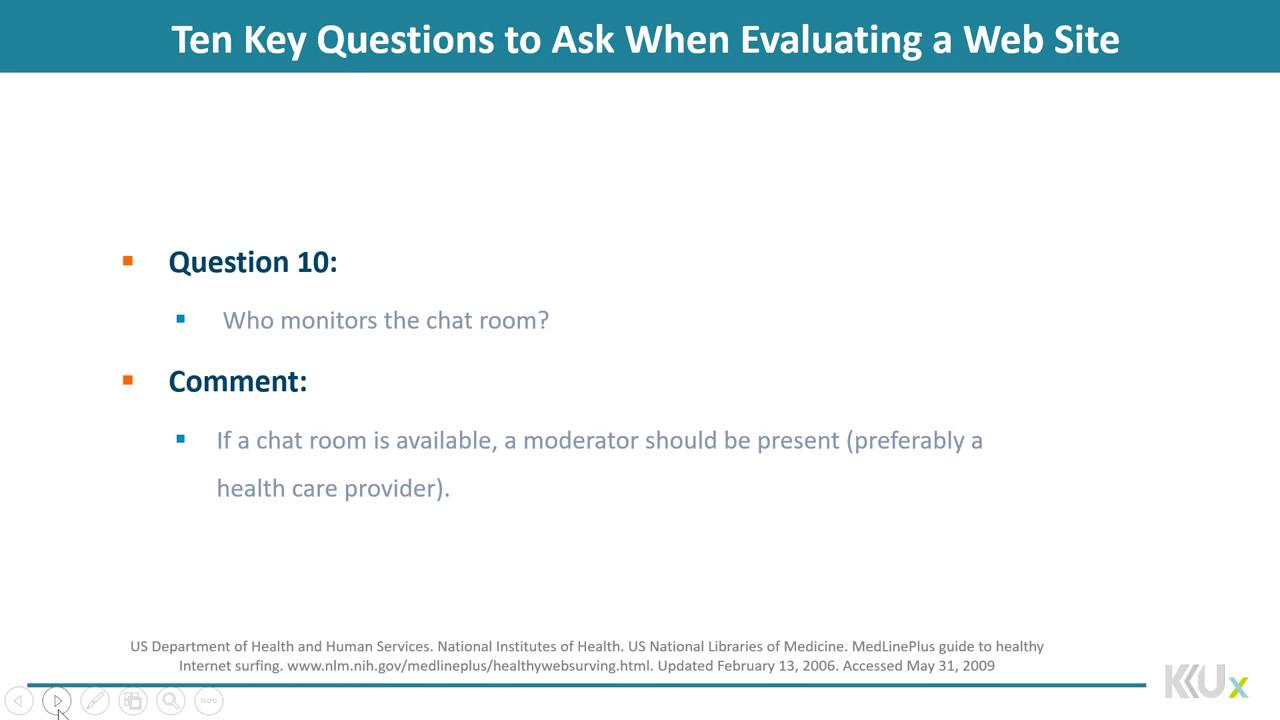 Ten Key Questions to Ask When Evaluating a Web Site
Question 10:
Who monitors the chat room?
Comment:
If a chat room is available, a moderator should be present (preferably a
health care provider).
US Department of Health and Human Services. National Institutes of Health. US National Libraries of Medicine. MedLinePlus guide to healthy
Internet surfing. www.nlm.nih.gov/medlineplus/healthywebsurving.html. Updated February 13, 2006. Accessed May 31, 2009
KKUx